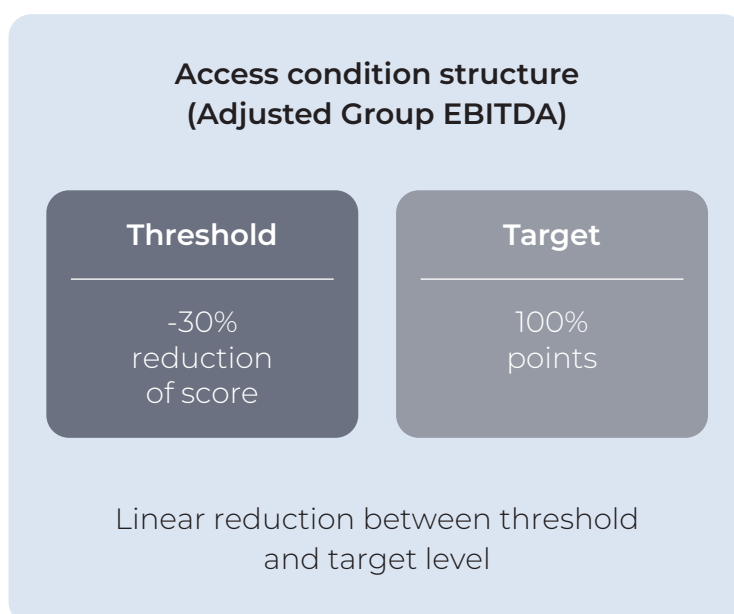 Access condition structure
(Adjusted Group EBITDA)
Threshold
-30%
reduction
of score
Target
100%
points
Linear reduction between threshold
and target level